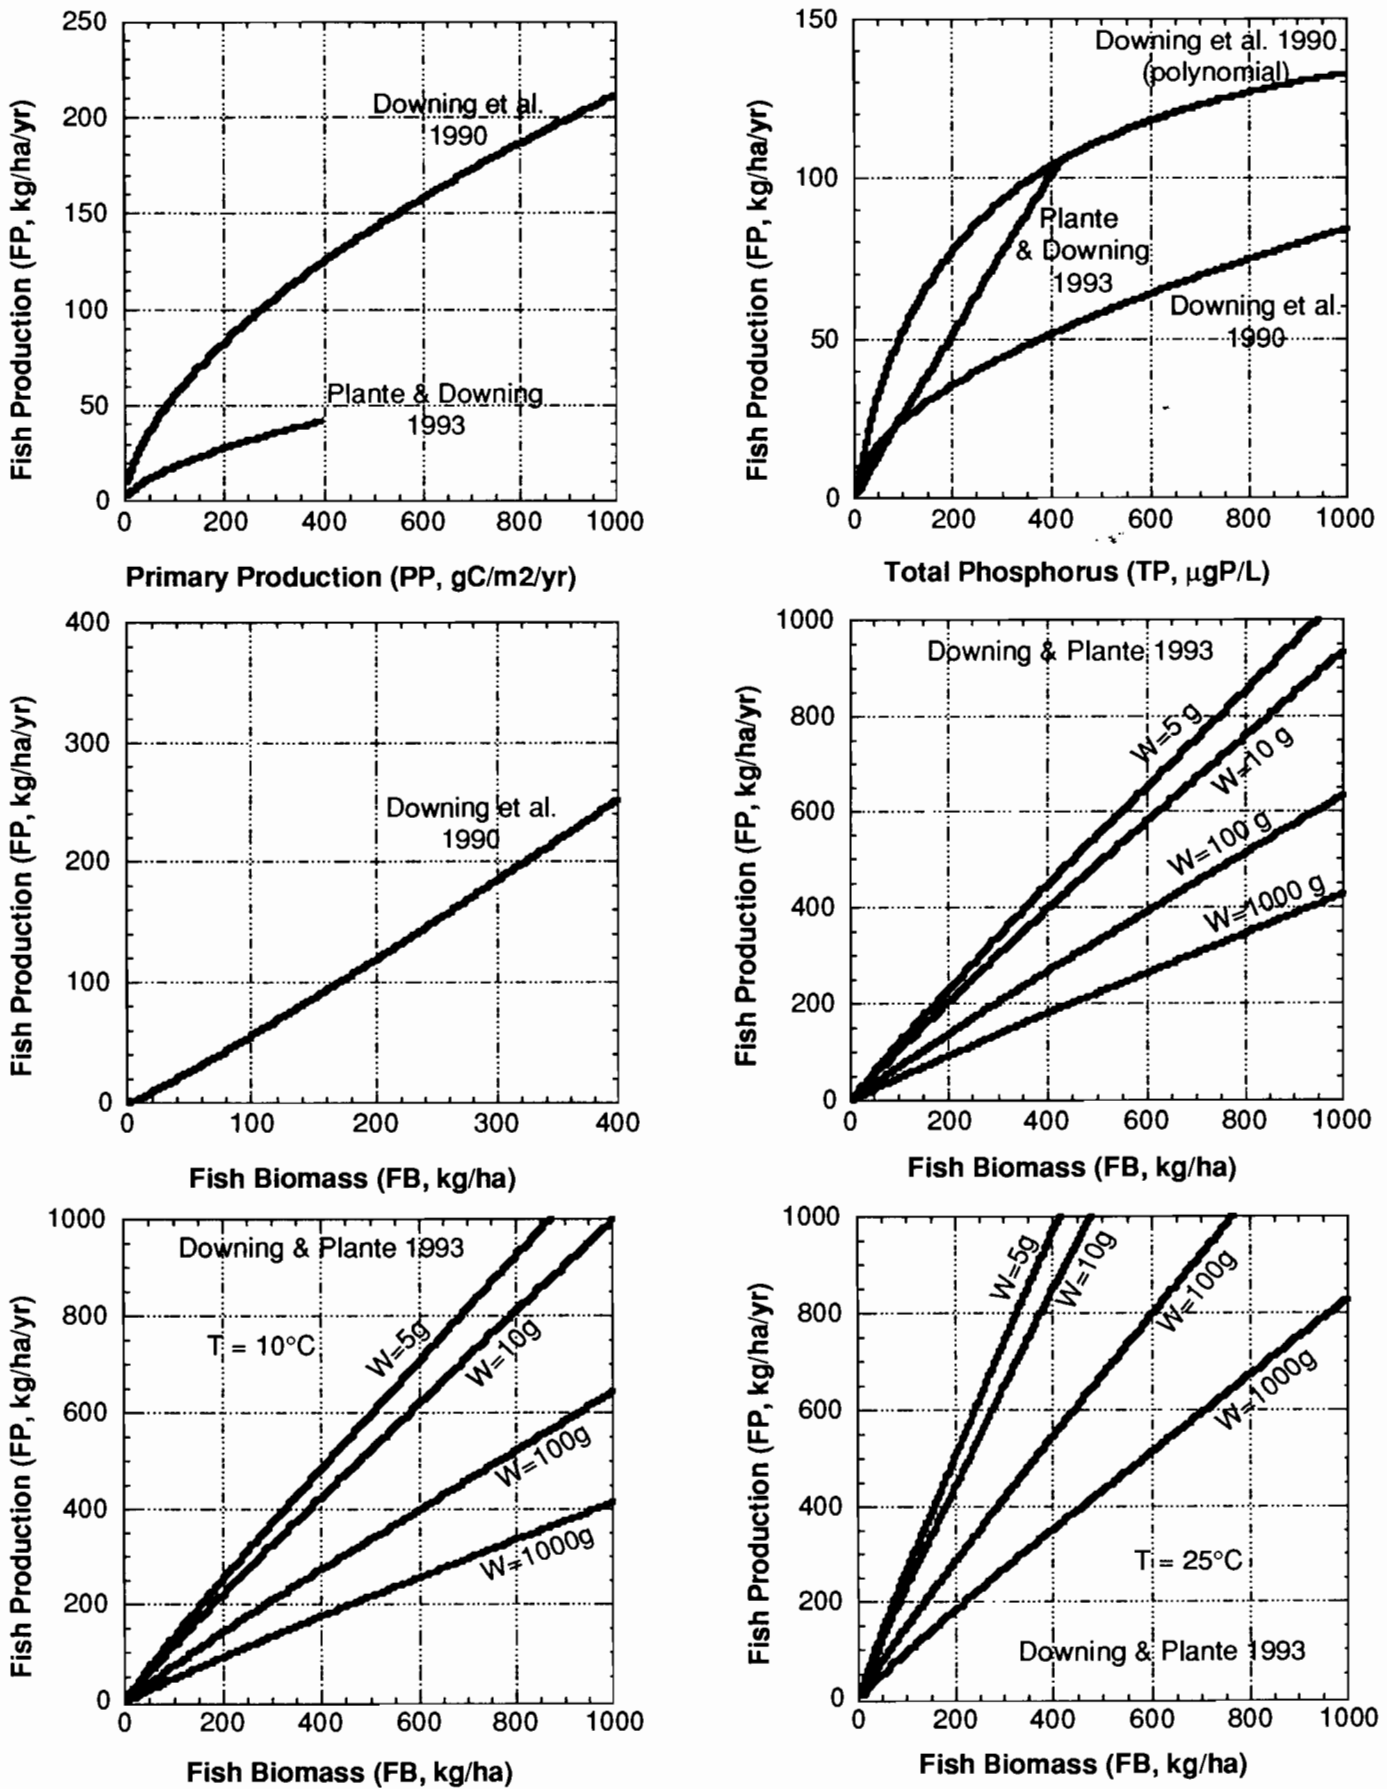 250
200
150
100
50
0
Fish Production (FP, kg/ha/yr)
Downing et al.
1990
Plante & Downing
1993
0 200 400 600 800 1000
Primary Production (PP, gC/m2/yr)
150
100
50
0
Fish Production (FP, kg/ha/yr)
Downing et al. 1990
(polynomial)
Plante
& Downing
1993
Downing et al.
1990
0 200 400 600 800 1000
Total Phosphorus (TP, µgP/L)
400
300
200
100
0
Fish Production (FP, kg/ha/yr)
Downing et al.
1990
0 100 200 300 400
Fish Biomass (FB, kg/ha)
1000
800
600
400
200
0
Fish Production (FP, kg/ha/yr)
Downing & Plante 1993
W=5 g
W=10 g
W=100 g
W=1000 g
0 200 400 600 800 1000
Fish Biomass (FB, kg/ha)
1000
800
600
400
200
0
Fish Production (FP, kg/ha/yr)
Downing & Plante 1993
T = 10°C
W=5g
W=10g
W=100g
W=1000g
0 200 400 600 800 1000
Fish Biomass (FB, kg/ha)
1000
800
600
400
200
0
Fish Production (FP, kg/ha/yr)
W=5g
W=10g
W=100g
W=1000g
T = 25°C
Downing & Plante 1993
0 200 400 600 800 1000
Fish Biomass (FB, kg/ha)